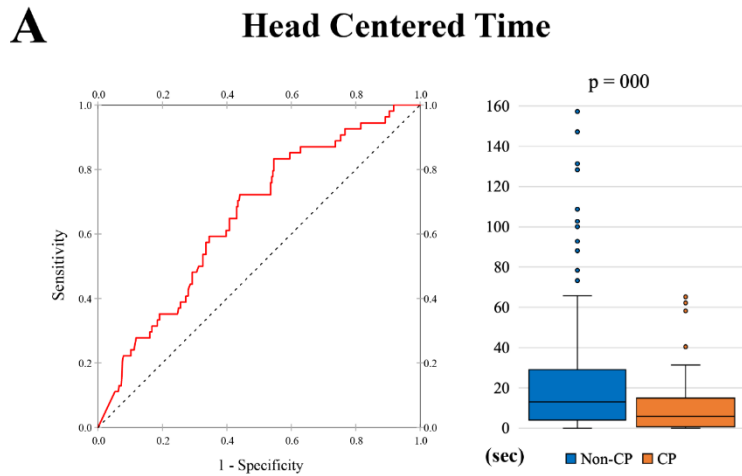 A
Head Centered Time
0.0 0.2 0.4 0.6 0.8 1.0
1.0 1.0
0.8 0.8
0.6 0.6
0.4 0.4
0.2 0.2
0.0 0.0
0.0 0.2 0.4 0.6 0.8 1.0
Sensitivity
1 - Specificity
p = 000
160
140
120
100
80
60
40
20
0
(sec) Non-CP CP